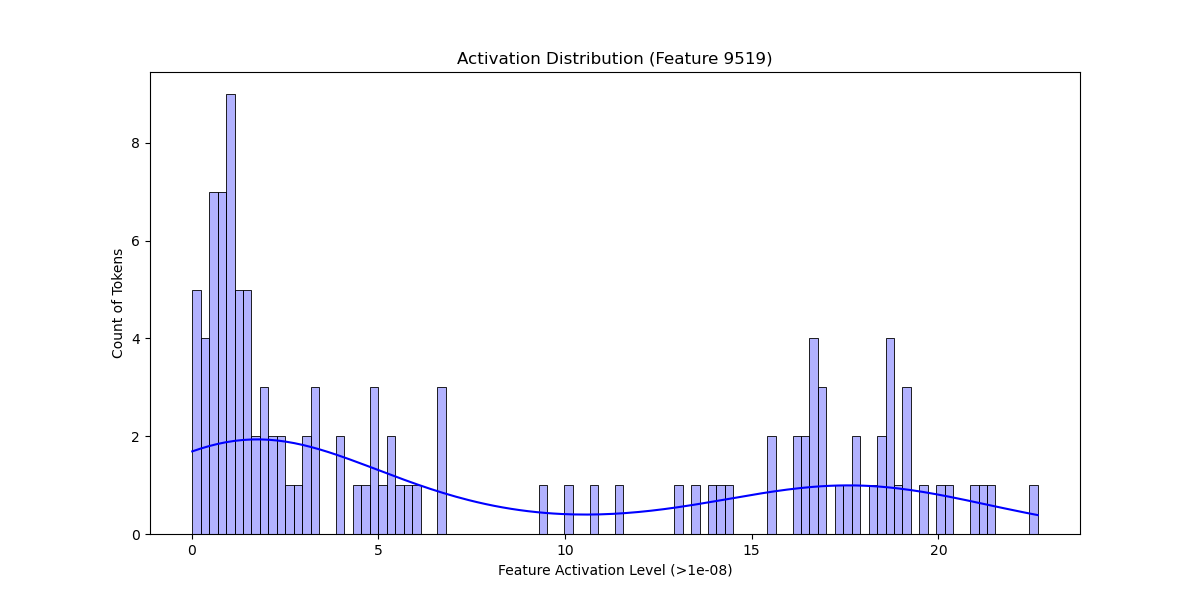 Activation Distribution (Feature 9519)
Count of Tokens
8
6
4
2
0
0 5 10 15 20
Feature Activation Level (>1e-08)